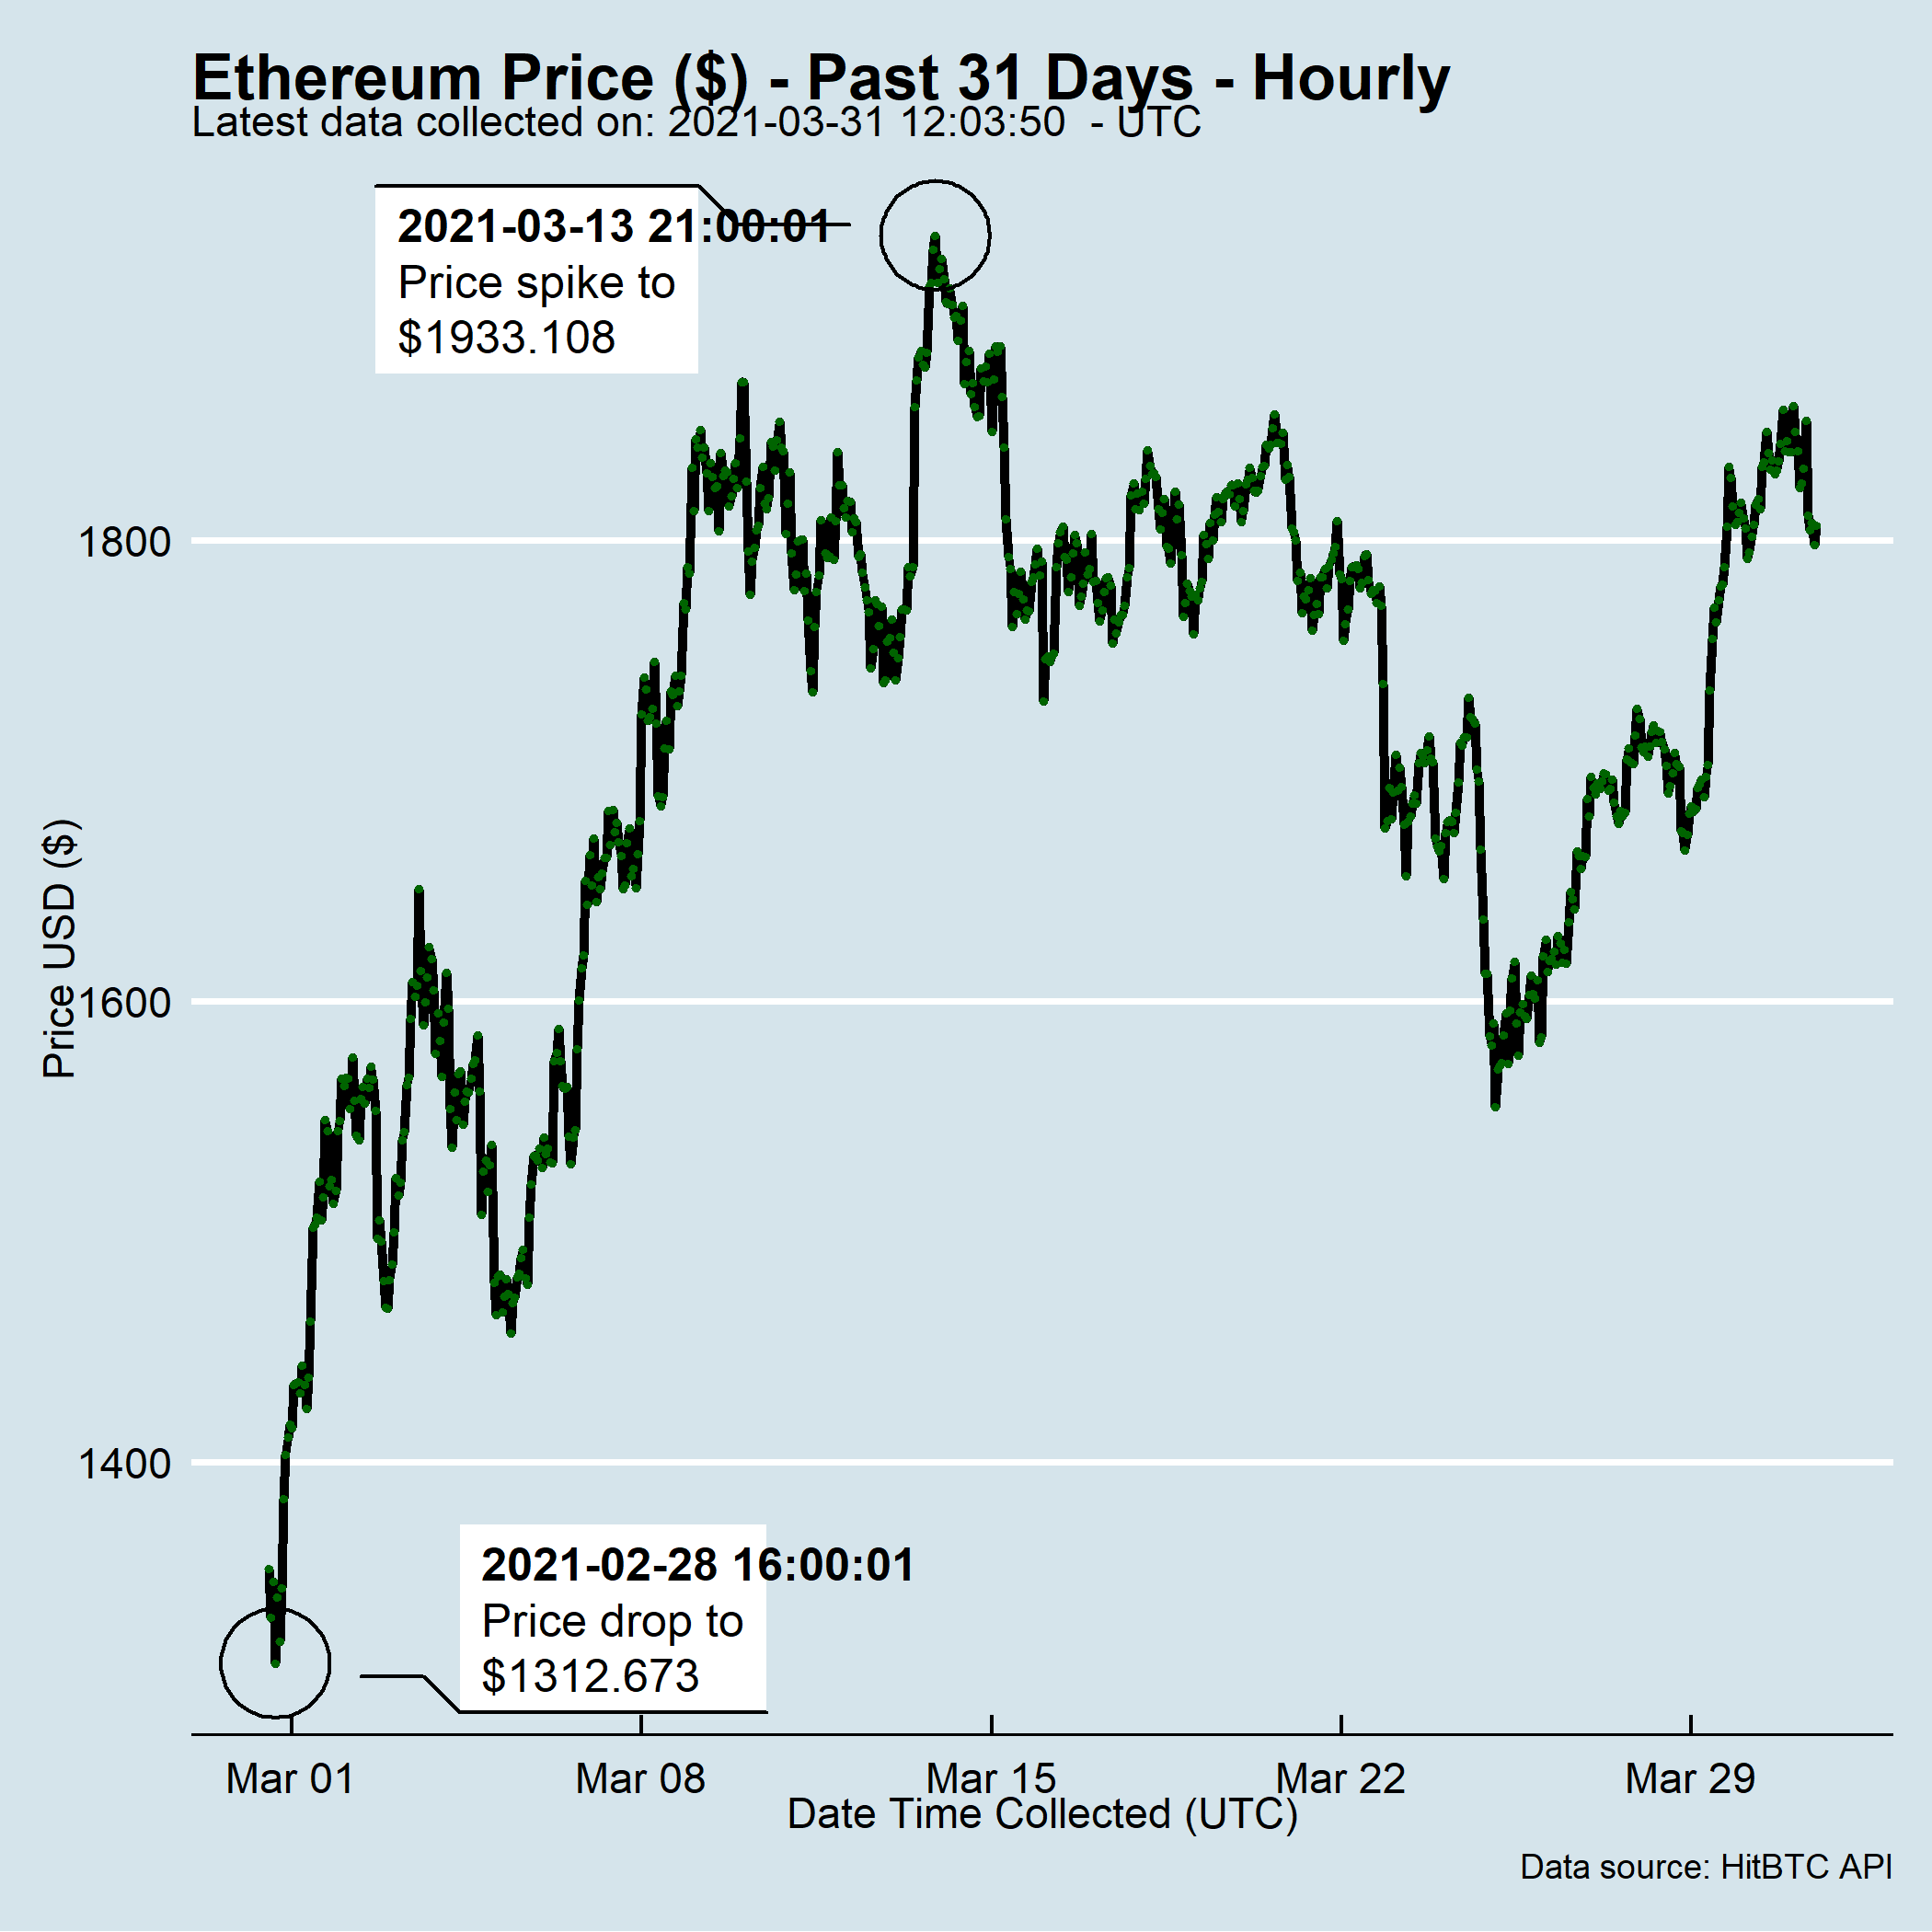 Ethereum Price ($) - Past 31 Days - Hourly
Latest data collected on: 2021-03-31 12:03:50  - UTC
2021-03-13 21:00:01
Price spike to
$1933.108
1800
1600
1400
Price USD ($)
2021-02-28 16:00:01
Price drop to
$1312.673
Mar 01
Mar 08
Mar 15
Mar 22
Mar 29
Date Time Collected (UTC)
Data source: HitBTC API